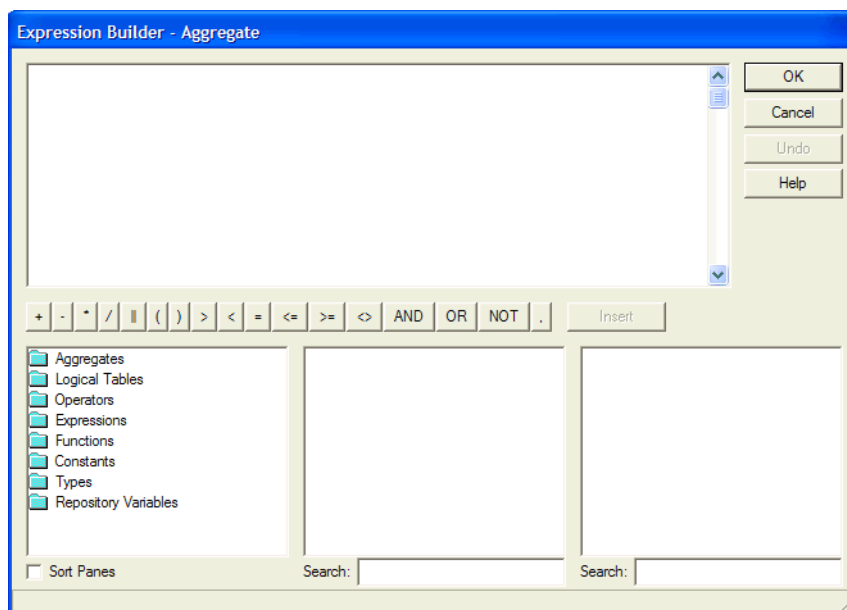 Expression Builder - Aggregate
OK
Cancel
Undo
Help
+ - * / || ( ) > < = <= >= <> AND OR NOT . Insert
Aggregates
Logical Tables
Operators
Expressions
Functions
Constants
Types
Repository Variables
Sort Panes Search: Search: